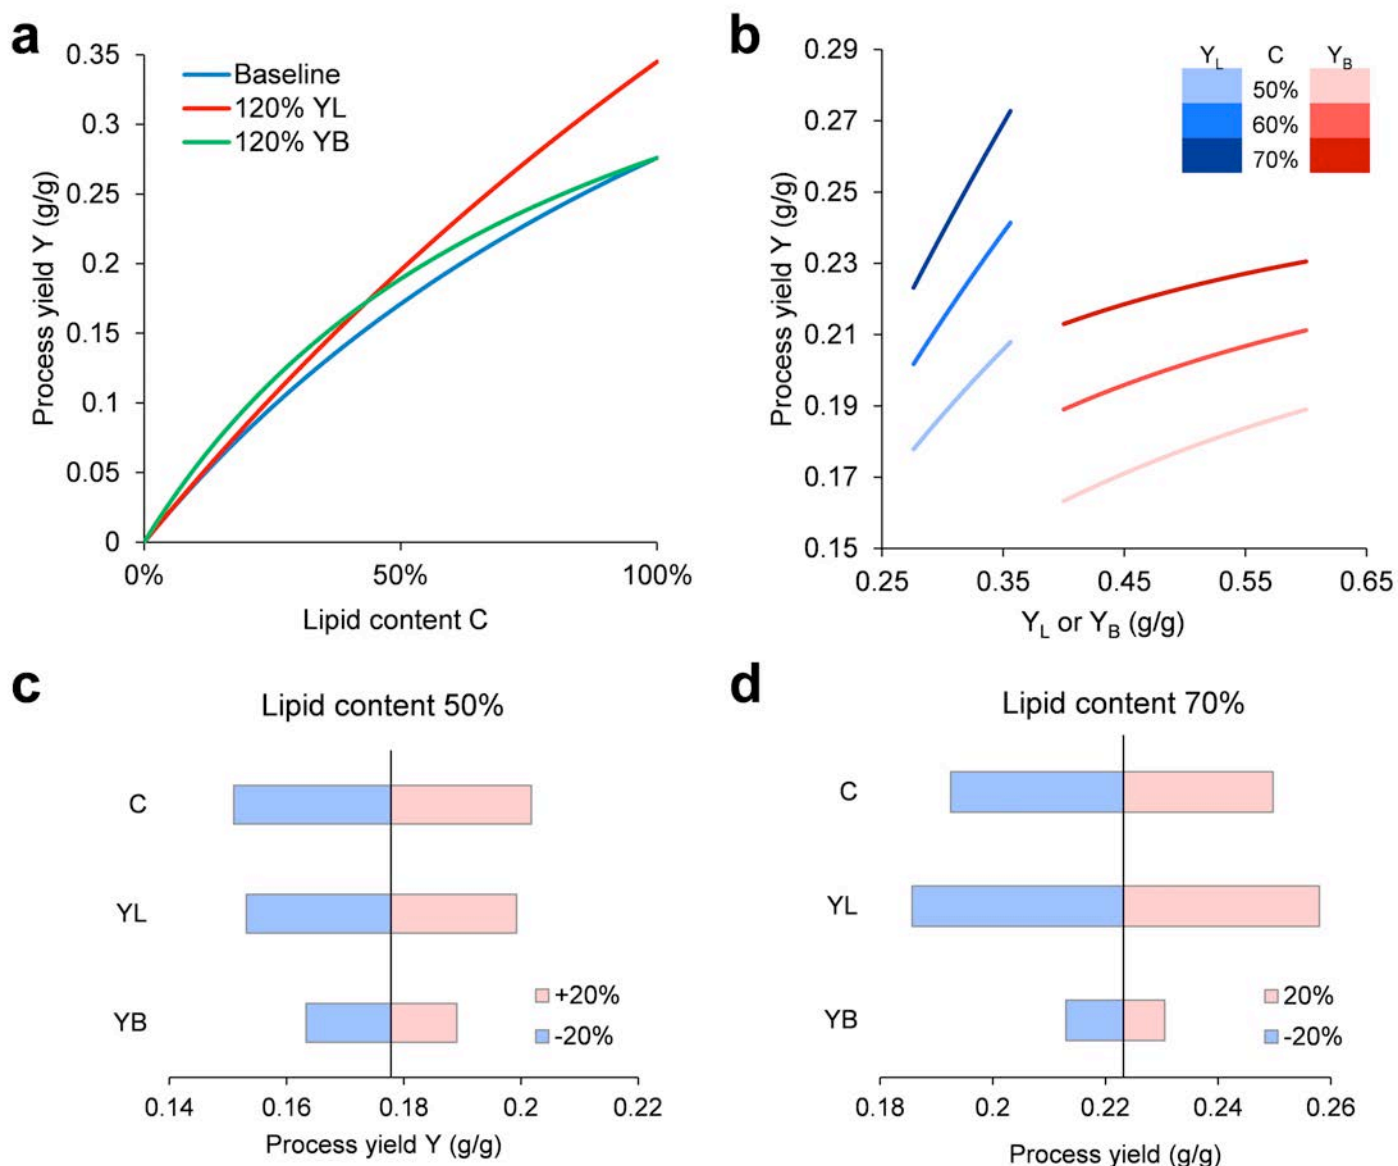 a
Process yield Y (g/g)
0.35
0.3
0.25
0.2
0.15
0.1
0.05
0
Baseline
120% YL
120% YB
0% 50% 100%
Lipid content C
b
Process yield Y (g/g)
0.29
0.27
0.25
0.23
0.21
0.19
0.17
0.15
Y_L C Y_B
50%
60%
70%
0.25 0.35 0.45 0.55 0.65
Y_L or Y_B (g/g)
c
Lipid content 50%
C
YL
YB
+20%
-20%
0.14 0.16 0.18 0.2 0.22
Process yield Y (g/g)
d
Lipid content 70%
C
YL
YB
20%
-20%
0.18 0.2 0.22 0.24 0.26
Process yield (g/g)